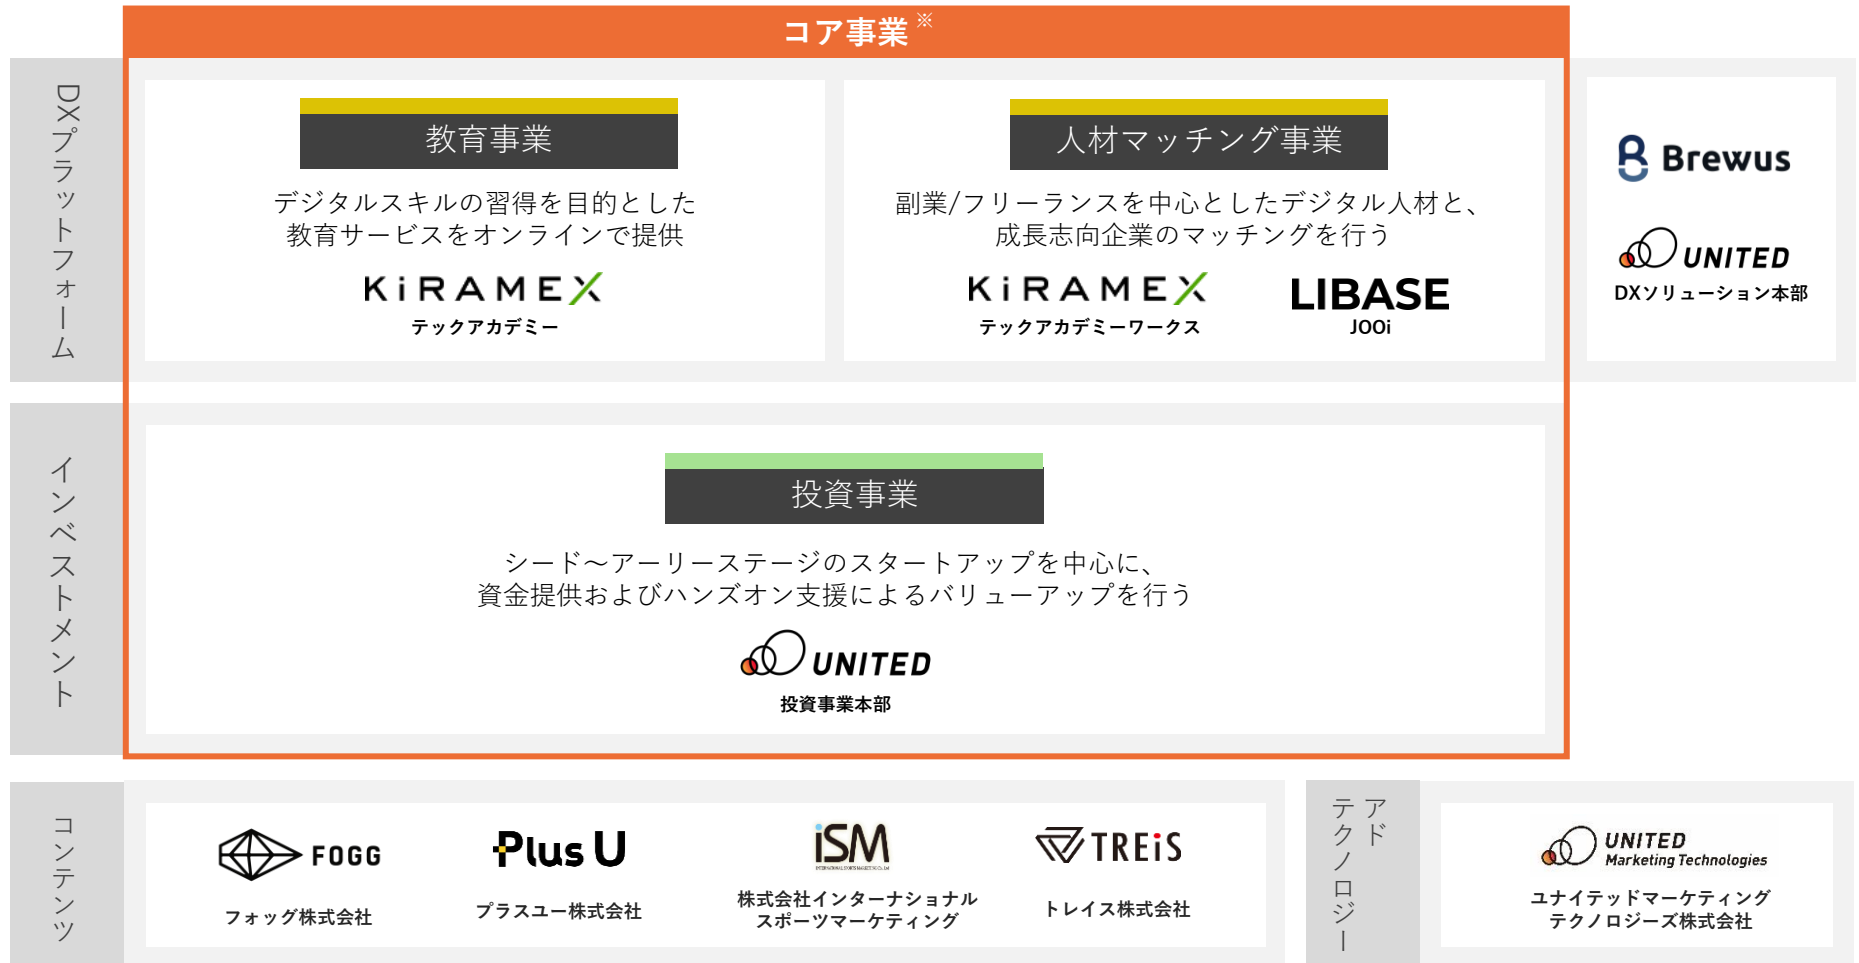 コア事業※
DXプラットフォーム
教育事業
デジタルスキルの習得を目的とした
教育サービスをオンラインで提供
KiRAMEX
テックアカデミー
人材マッチング事業
副業/フリーランスを中心としたデジタル人材と、
成長志向企業のマッチングを行う
KiRAMEX
テックアカデミーワークス
LIBASE
JOOi
Brewus
UNITED
DXソリューション本部
インベストメント
投資事業
シード～アーリーステージのスタートアップを中心に、
資金提供およびハンズオン支援によるバリューアップを行う
UNITED
投資事業本部
コンテンツ
FOGG
フォッグ株式会社
Plus U
プラスユー株式会社
iSM
INTERNATIONAL SPORTS MARKETING Co., Ltd
株式会社インターナショナル
スポーツマーケティング
TREiS
トレイス株式会社
アド
テクノロジー
UNITED
Marketing Technologies
ユナイテッドマーケティング
テクノロジーズ株式会社